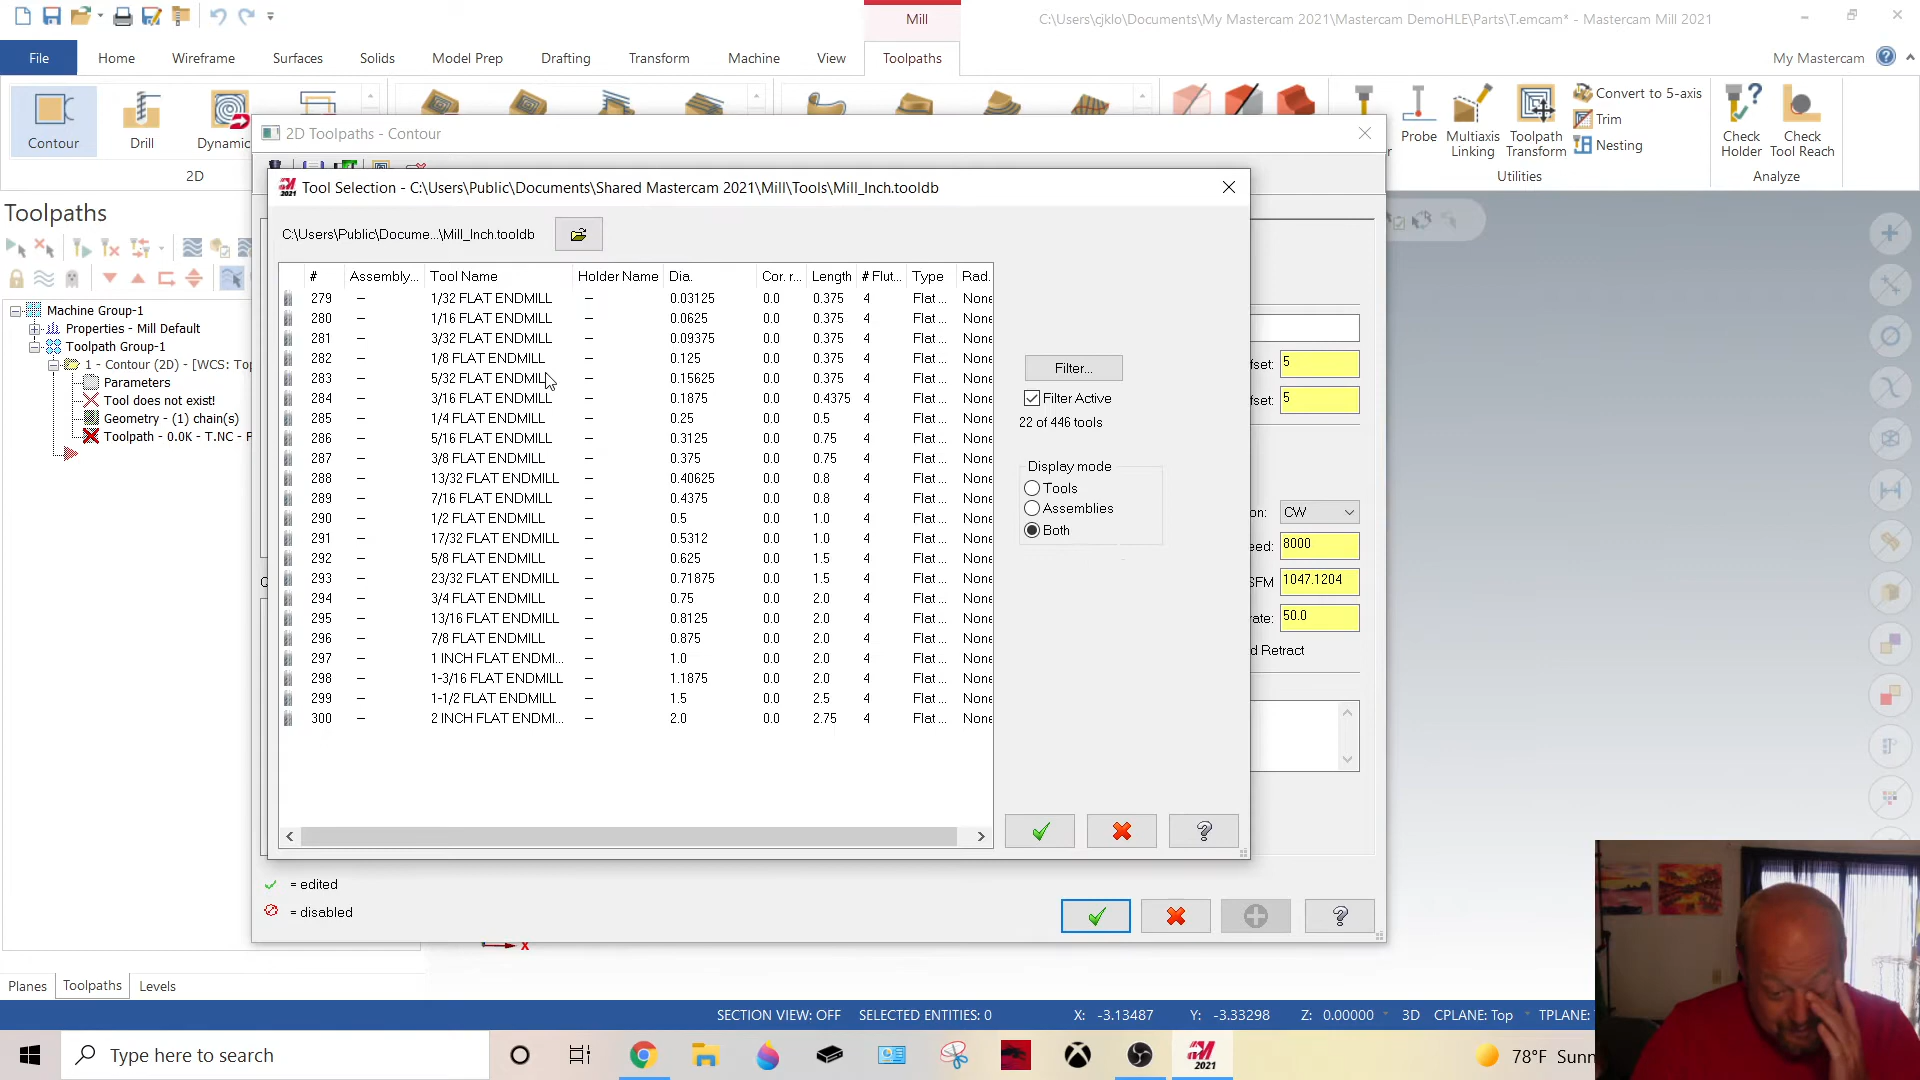 Mill
C:\Users\cjklo\Documents\My Mastercam 2021\Mastercam DemoHLE\Parts\T.emcam* - Mastercam Mill 2021
File Home Wireframe Surfaces Solids Model Prep Drafting Transform Machine View Toolpaths My Mastercam
Contour Drill Dynamic
2D
Probe Multiaxis Linking Toolpath Transform
Convert to 5-axis
Trim
Nesting
Utilities
Check Holder Check Tool Reach
Analyze
2D Toolpaths - Contour
Toolpaths
Machine Group-1
Properties - Mill Default
Toolpath Group-1
1 - Contour (2D) - [WCS: Top
Parameters
Tool does not exist!
Geometry - (1) chain(s)
Toolpath - 0.0K - T.NC - P
Tool Selection - C:\Users\Public\Documents\Shared Mastercam 2021\Mill\Tools\Mill_Inch.tooldb
C:\Users\Public\Docume...\Mill_Inch.tooldb
# Assembly... Tool Name Holder Name Dia. Cor. r... Length # Flut... Type Rad.
279 – 1/32 FLAT ENDMILL – 0.03125 0.0 0.375 4 Flat ... None
280 – 1/16 FLAT ENDMILL – 0.0625 0.0 0.375 4 Flat ... None
281 – 3/32 FLAT ENDMILL – 0.09375 0.0 0.375 4 Flat ... None
282 – 1/8 FLAT ENDMILL – 0.125 0.0 0.375 4 Flat ... None
283 – 5/32 FLAT ENDMILL – 0.15625 0.0 0.375 4 Flat ... None
284 – 3/16 FLAT ENDMILL – 0.1875 0.0 0.4375 4 Flat ... None
285 – 1/4 FLAT ENDMILL – 0.25 0.0 0.5 4 Flat ... None
286 – 5/16 FLAT ENDMILL – 0.3125 0.0 0.75 4 Flat ... None
287 – 3/8 FLAT ENDMILL – 0.375 0.0 0.75 4 Flat ... None
288 – 13/32 FLAT ENDMILL – 0.40625 0.0 0.8 4 Flat ... None
289 – 7/16 FLAT ENDMILL – 0.4375 0.0 0.8 4 Flat ... None
290 – 1/2 FLAT ENDMILL – 0.5 0.0 1.0 4 Flat ... None
291 – 17/32 FLAT ENDMILL – 0.5312 0.0 1.0 4 Flat ... None
292 – 5/8 FLAT ENDMILL – 0.625 0.0 1.5 4 Flat ... None
293 – 23/32 FLAT ENDMILL – 0.71875 0.0 1.5 4 Flat ... None
294 – 3/4 FLAT ENDMILL – 0.75 0.0 2.0 4 Flat ... None
295 – 13/16 FLAT ENDMILL – 0.8125 0.0 2.0 4 Flat ... None
296 – 7/8 FLAT ENDMILL – 0.875 0.0 2.0 4 Flat ... None
297 – 1 INCH FLAT ENDMI... – 1.0 0.0 2.0 4 Flat ... None
298 – 1-3/16 FLAT ENDMILL – 1.1875 0.0 2.0 4 Flat ... None
299 – 1-1/2 FLAT ENDMILL – 1.5 0.0 2.5 4 Flat ... None
300 – 2 INCH FLAT ENDMI... – 2.0 0.0 2.75 4 Flat ... None
Filter...
Filter Active
22 of 446 tools
Display mode
Tools
Assemblies
Both
fset: 5
fset: 5
on: CW
eed: 8000
SFM 1047.1204
rate: 50.0
d Retract
= edited
= disabled
X
Planes Toolpaths Levels
SECTION VIEW: OFF SELECTED ENTITIES: 0 X: -3.13487 Y: -3.33298 Z: 0.00000 3D CPLANE: Top TPLANE:
Type here to search
2021
78°F Sunn